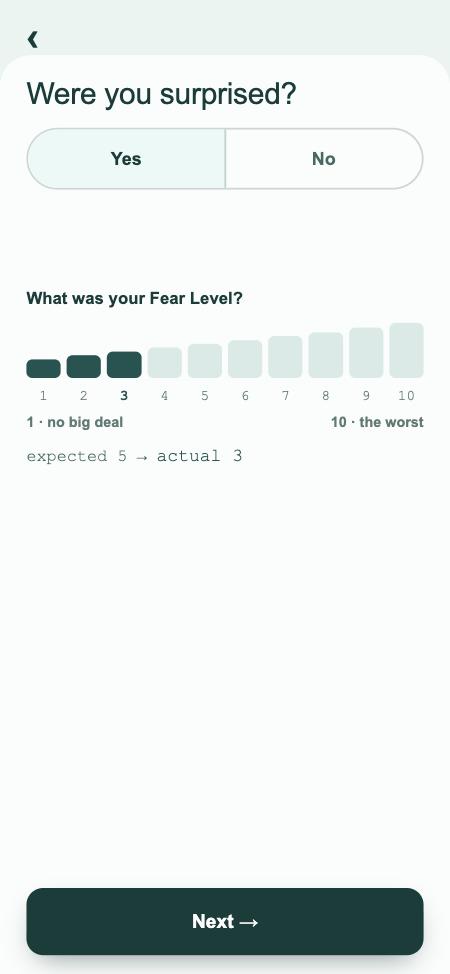 ‹
Were you surprised?
Yes No
What was your Fear Level?
1 2 3 4 5 6 7 8 9 10
1 · no big deal 10 · the worst
expected 5 → actual 3
Next →